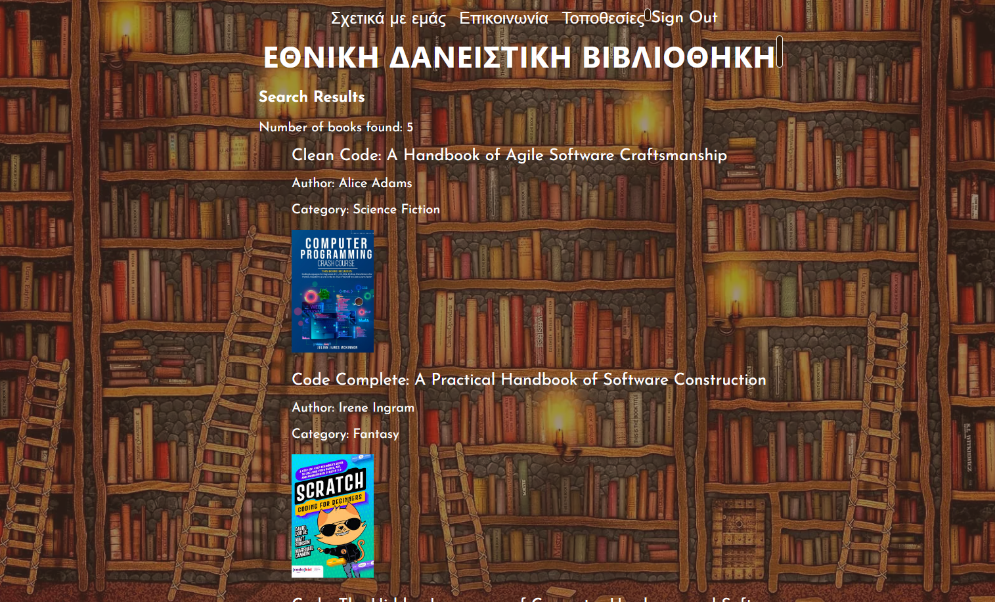 Σχετικά με εμάς Επικοινωνία Τοποθεσίες Sign Out
ΕΘΝΙΚΗ ΔΑΝΕΙΣΤΙΚΗ ΒΙΒΛΙΟΘΗΚΗ
Search Results
Number of books found: 5
Clean Code: A Handbook of Agile Software Craftsmanship
Author: Alice Adams
Category: Science Fiction
COMPUTER
PROGRAMMING
CRASH COURSE
Code Complete: A Practical Handbook of Software Construction
Author: Irene Ingram
Category: Fantasy
SCRATCH
CODING FOR BEGINNERS